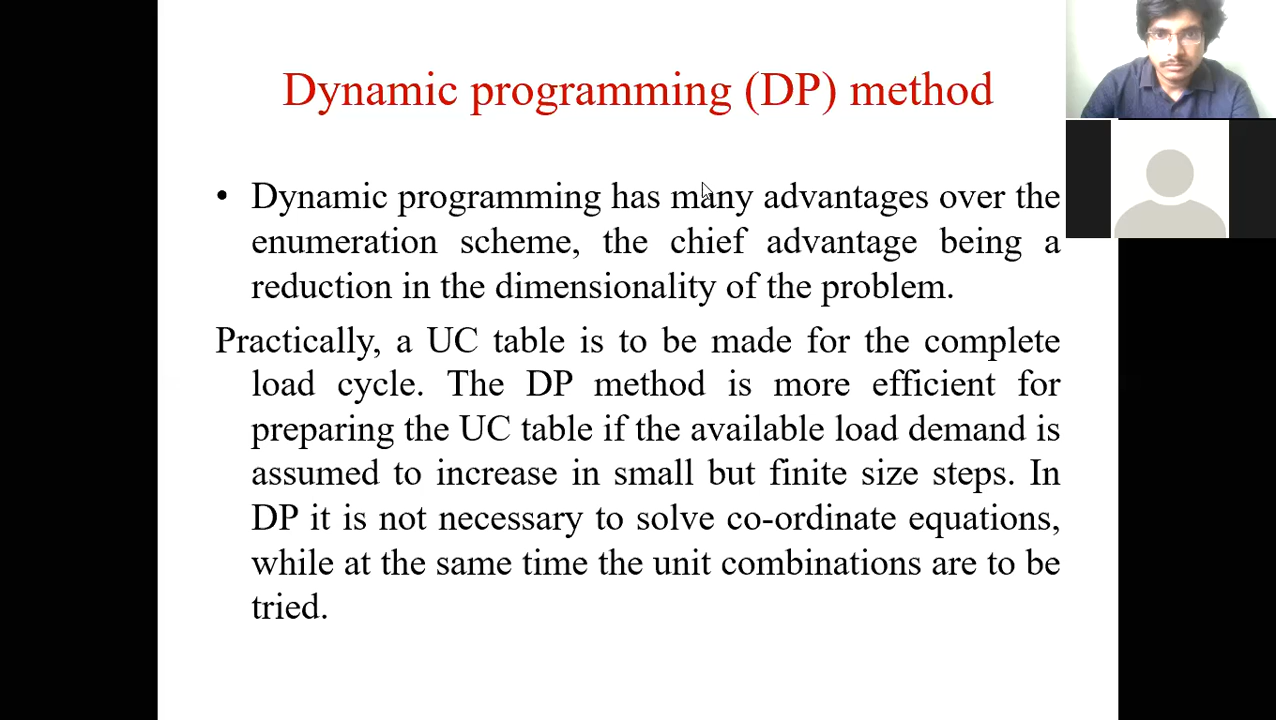 Dynamic programming (DP) method
• Dynamic programming has many advantages over the
enumeration scheme, the chief advantage being a
reduction in the dimensionality of the problem.
Practically, a UC table is to be made for the complete
load cycle. The DP method is more efficient for
preparing the UC table if the available load demand is
assumed to increase in small but finite size steps. In
DP it is not necessary to solve co-ordinate equations,
while at the same time the unit combinations are to be
tried.